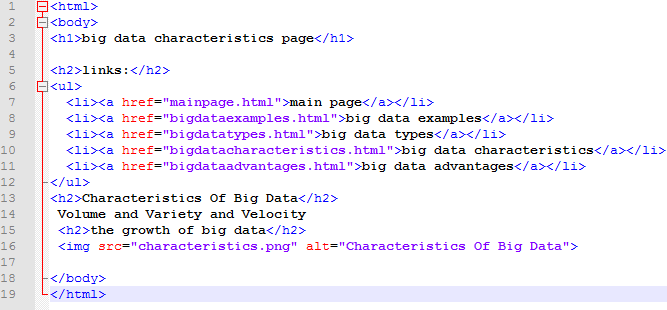 1 <html>
2 <body>
3 <h1>big data characteristics page</h1>
4
5 <h2>links:</h2>
6 <ul>
7 <li><a href="mainpage.html">main page</a></li>
8 <li><a href="bigdataexamples.html">big data examples</a></li>
9 <li><a href="bigdatatypes.html">big data types</a></li>
10 <li><a href="bigdatacharacteristics.html">big data characteristics</a></li>
11 <li><a href="bigdataadvantages.html">big data advantages</a></li>
12 </ul>
13 <h2>Characteristics Of Big Data</h2>
14 Volume and Variety and Velocity
15 <h2>the growth of big data</h2>
16 <img src="characteristics.png" alt="Characteristics Of Big Data">
17
18 </body>
19 </html>